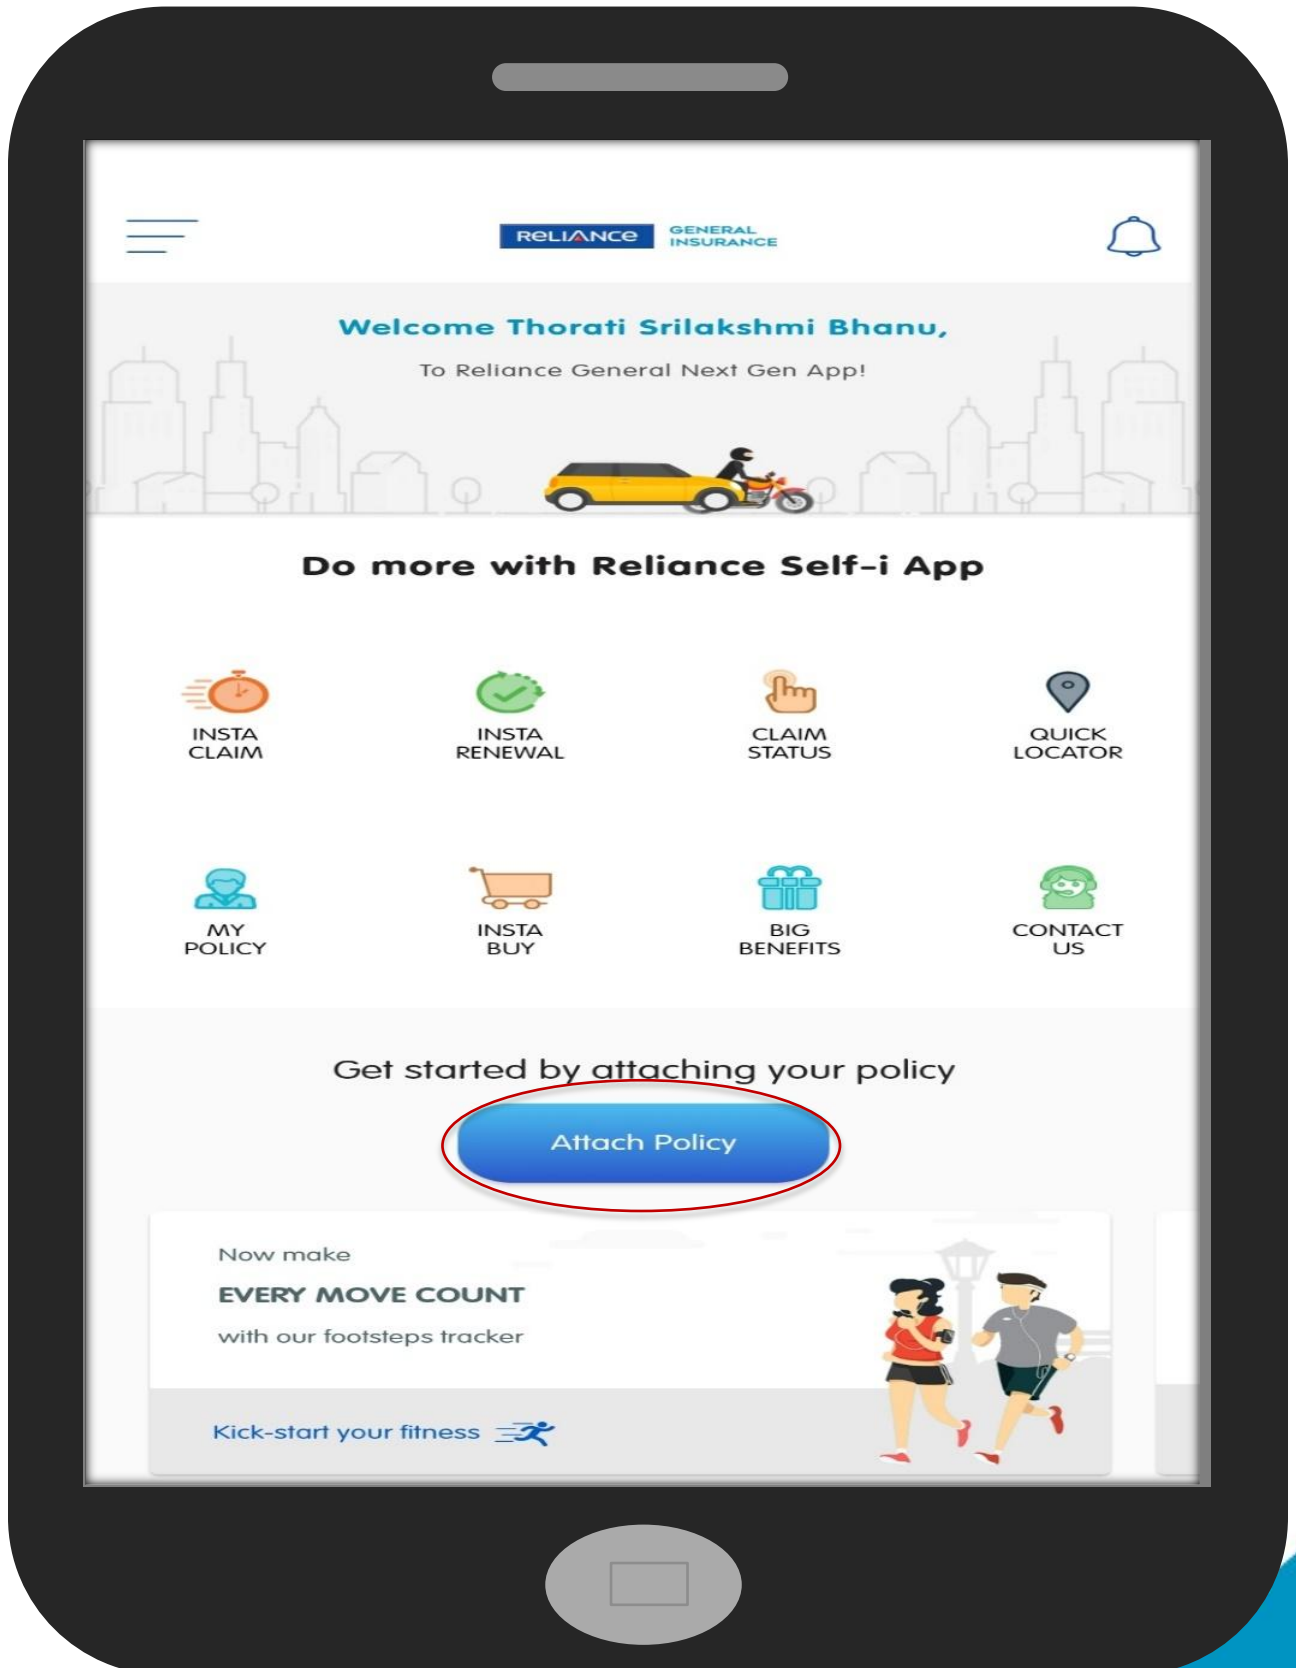 RELIANCE GENERAL
INSURANCE
Welcome Thorati Srilakshmi Bhanu,
To Reliance General Next Gen App!
Do more with Reliance Self-i App
INSTA
CLAIM
INSTA
RENEWAL
CLAIM
STATUS
QUICK
LOCATOR
MY
POLICY
INSTA
BUY
BIG
BENEFITS
CONTACT
US
Get started by attaching your policy
Attach Policy
Now make
EVERY MOVE COUNT
with our footsteps tracker
Kick-start your fitness